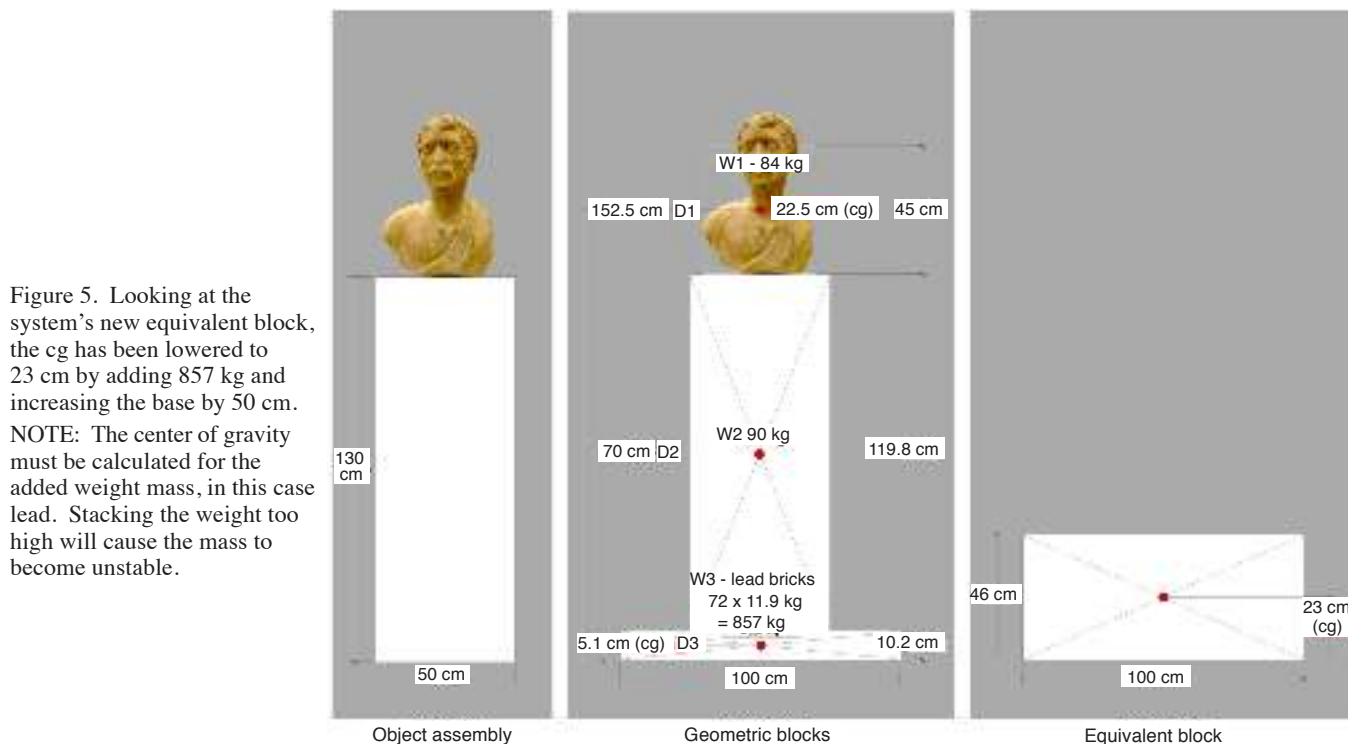 Figure 5. Looking at the
system's new equivalent block,
the cg has been lowered to
23 cm by adding 857 kg and
increasing the base by 50 cm.
NOTE: The center of gravity
must be calculated for the
added weight mass, in this case
lead. Stacking the weight too
high will cause the mass to
become unstable.
130
cm
50 cm
Object assembly
W1 - 84 kg
152.5 cm D1
22.5 cm (cg)
45 cm
W2 90 kg
70 cm D2
119.8 cm
W3 - lead bricks
72 x 11.9 kg
= 857 kg
5.1 cm (cg) D3
10.2 cm
100 cm
Geometric blocks
46 cm
23 cm
(cg)
100 cm
Equivalent block